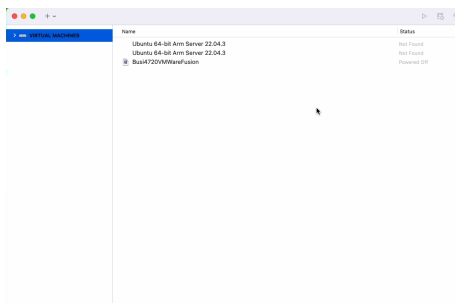 VIRTUAL MACHINES
Name Status
Ubuntu 64-bit Arm Server 22.04.3 Not Found
Ubuntu 64-bit Arm Server 22.04.3 Not Found
Busi4720VMWareFusion Powered Off